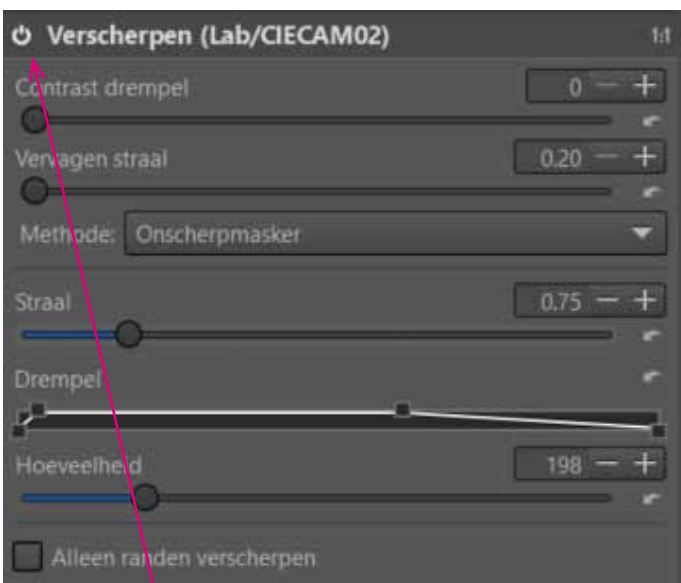 Verscherpen (Lab/CIECAM02) 1:1
Contrast drempel 0 — +
Vervagen straal 0.20 — +
Methode: Onscherpmasker
Straal 0.75 — +
Drempel
Hoeveelheid 198 — +
Alleen randen verscherpen